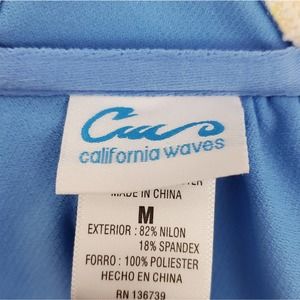 california waves
MADE IN CHINA
M
EXTERIOR : 82% NILON
18% SPANDEX
FORRO : 100% POLIESTER
HECHO EN CHINA
RN 136739